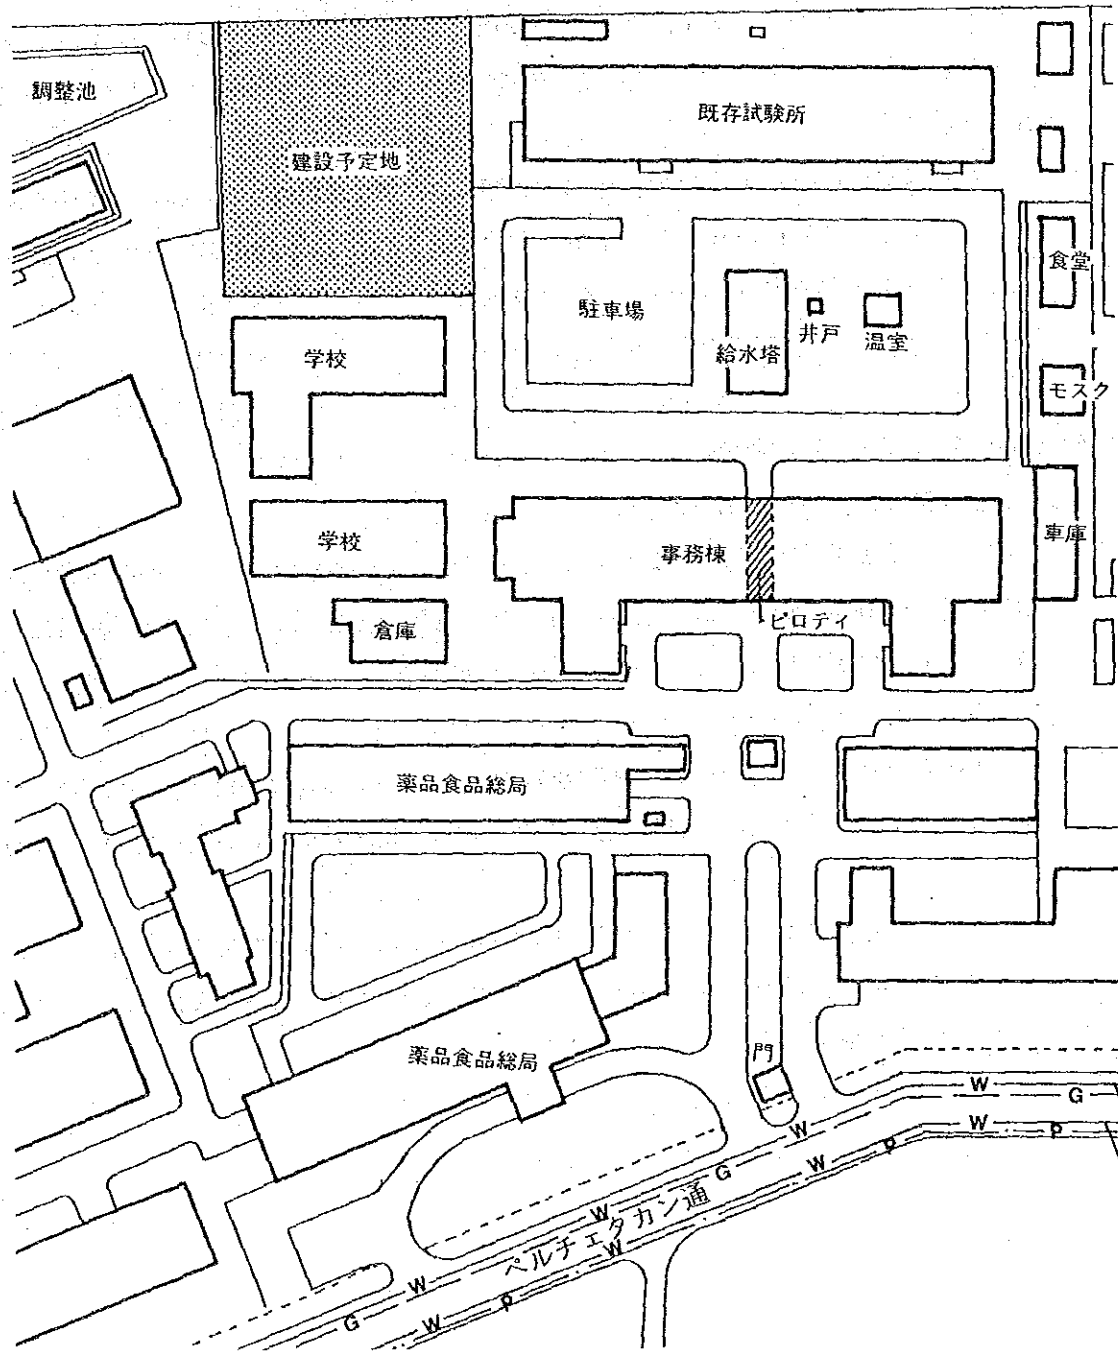 調整池
建設予定地
既存試験所
食堂
駐車場
給水塔
井戸
温室
学校
モスク
学校
事務棟
車庫
倉庫
ピロティ
薬品食品総局
薬品食品総局
門
W
G
W
W
P
W
P
W
G
W
ペルチェタカン通
W
W
P
G
W